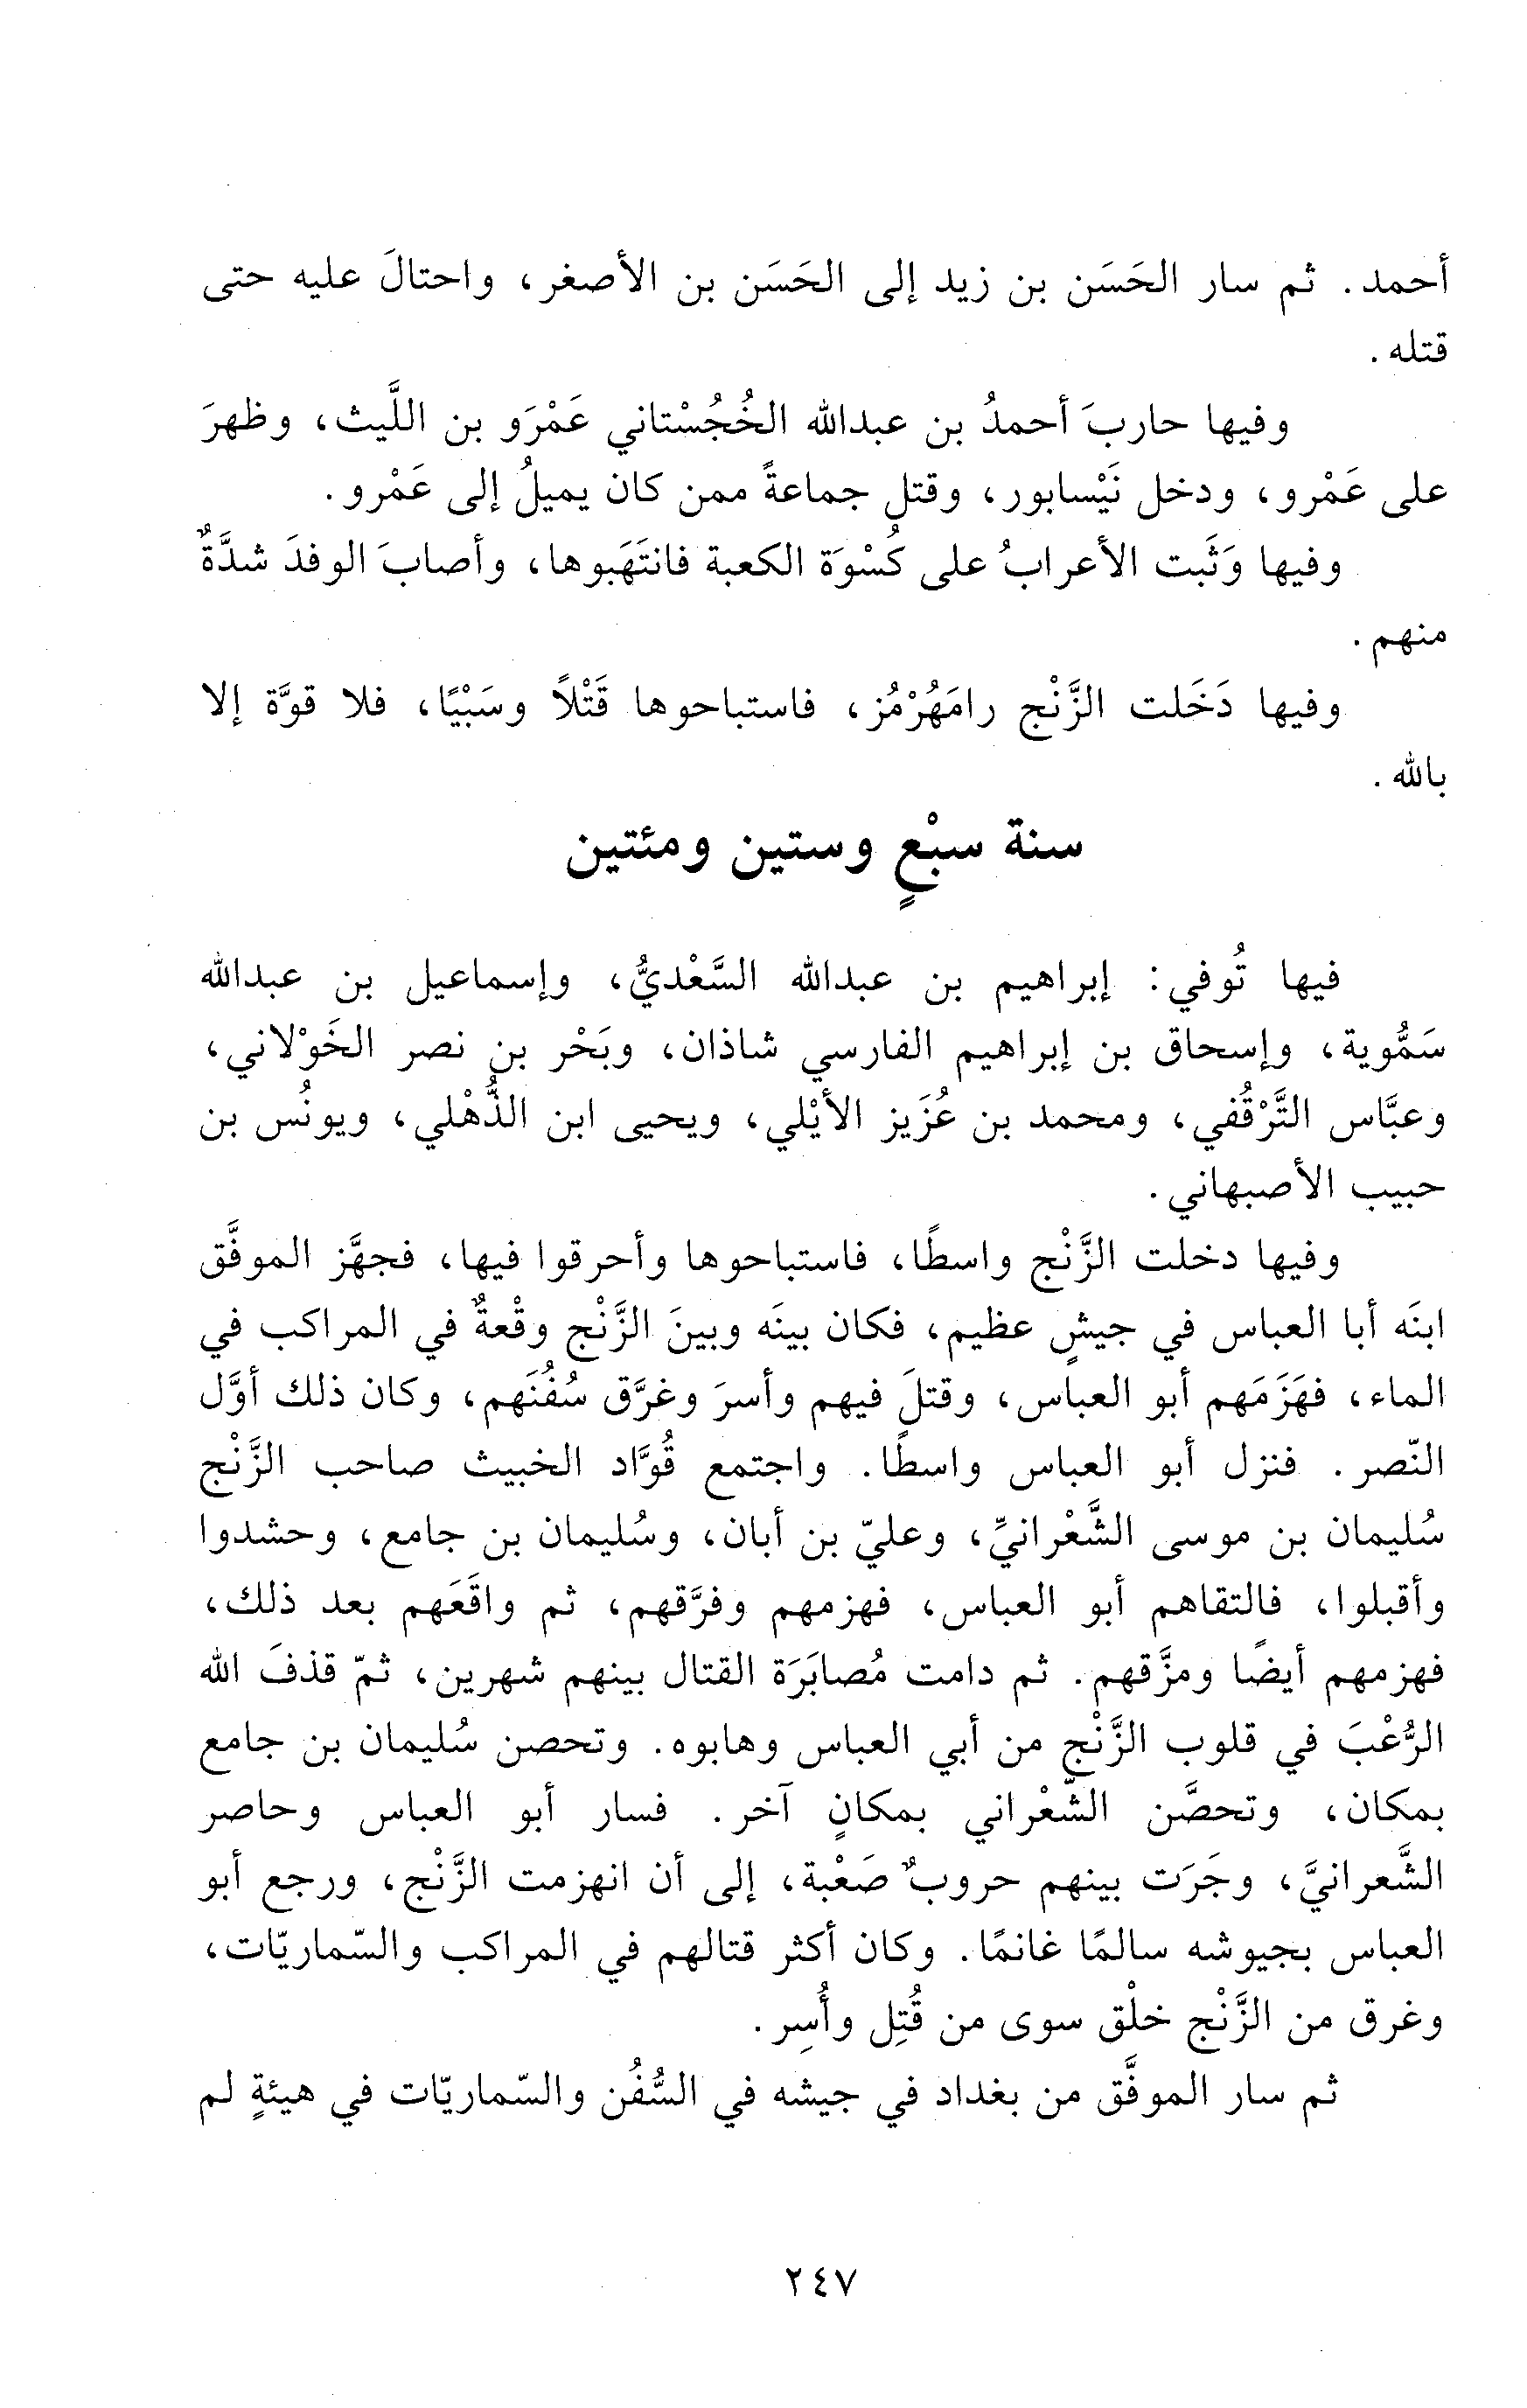 أحمد. ثم سار الحَسَن بن زيد إلى الحَسَن بن الأصغر، واحتالَ عليه حتى
قتله.
وفيها حاربَ أحمدُ بن عبدالله الخُجُسْتاني عَمْرَو بن اللَّيث، وظهرَ
على عَمْرو، ودخل نَيْسابور، وقتل جماعةً ممن كان يميلُ إلى عَمْرو.
وفيها وَثَبت الأعرابُ على كُسْوَة الكعبة فانتَهَبوها، وأصابَ الوفدَ شدَّةٌ
منهم.
وفيها دَخَلت الزَّنْج رامَهُرْمُز، فاستباحوها قَتْلاً وسَبْيًا، فلا قوَّة إلا
بالله.
سنة سبْعٍ وستين ومئتين
فيها تُوفي: إبراهيم بن عبدالله السَّعْديُّ، وإسماعيل بن عبدالله
سَمُّوية، وإسحاق بن إبراهيم الفارسي شاذان، وبَحْر بن نصر الخَوْلاني،
وعبَّاس التَّرْقُفي، ومحمد بن عُزَيز الأيْلي، ويحيى ابن الذُّهْلي، ويونُس بن
حبيب الأصبهاني.
وفيها دخلت الزَّنْج واسطًا، فاستباحوها وأحرقوا فيها، فجهَّز الموفَّق
ابنَه أبا العباس في جيشٍ عظيم، فكان بينَه وبينَ الزَّنْج وقْعةٌ في المراكب في
الماء، فهَزَمَهم أبو العباس، وقتلَ فيهم وأسرَ وغرَّق سُفُنَهم، وكان ذلك أوَّل
النّصر. فنزل أبو العباس واسطًا. واجتمع قُوَّاد الخبيث صاحب الزَّنْج
سُليمان بن موسى الشَّعْرانيِّ، وعليّ بن أبان، وسُليمان بن جامع، وحشدوا
وأقبلوا، فالتقاهم أبو العباس، فهزمهم وفرَّقهم، ثم واقَعَهم بعد ذلك،
فهزمهم أيضًا ومزَّقهم. ثم دامت مُصابَرَة القتال بينهم شهرين، ثمّ قذفَ الله
الرُّعْبَ في قلوب الزَّنْج من أبي العباس وهابوه. وتحصن سُليمان بن جامع
بمكان، وتحصَّن الشّعْراني بمكانٍ آخر. فسار أبو العباس وحاصر
الشَّعرانيَّ، وجَرَت بينهم حروبٌ صَعْبة، إلى أن انهزمت الزَّنْج، ورجع أبو
العباس بجيوشه سالمًا غانمًا. وكان أكثر قتالهم في المراكب والسّماريّات،
وغرق من الزَّنْج خلْق سوى من قُتِل وأُسِر.
ثم سار الموفَّق من بغداد في جيشه في السُّفُن والسّماريّات في هيئةٍ لم
٢٤٧